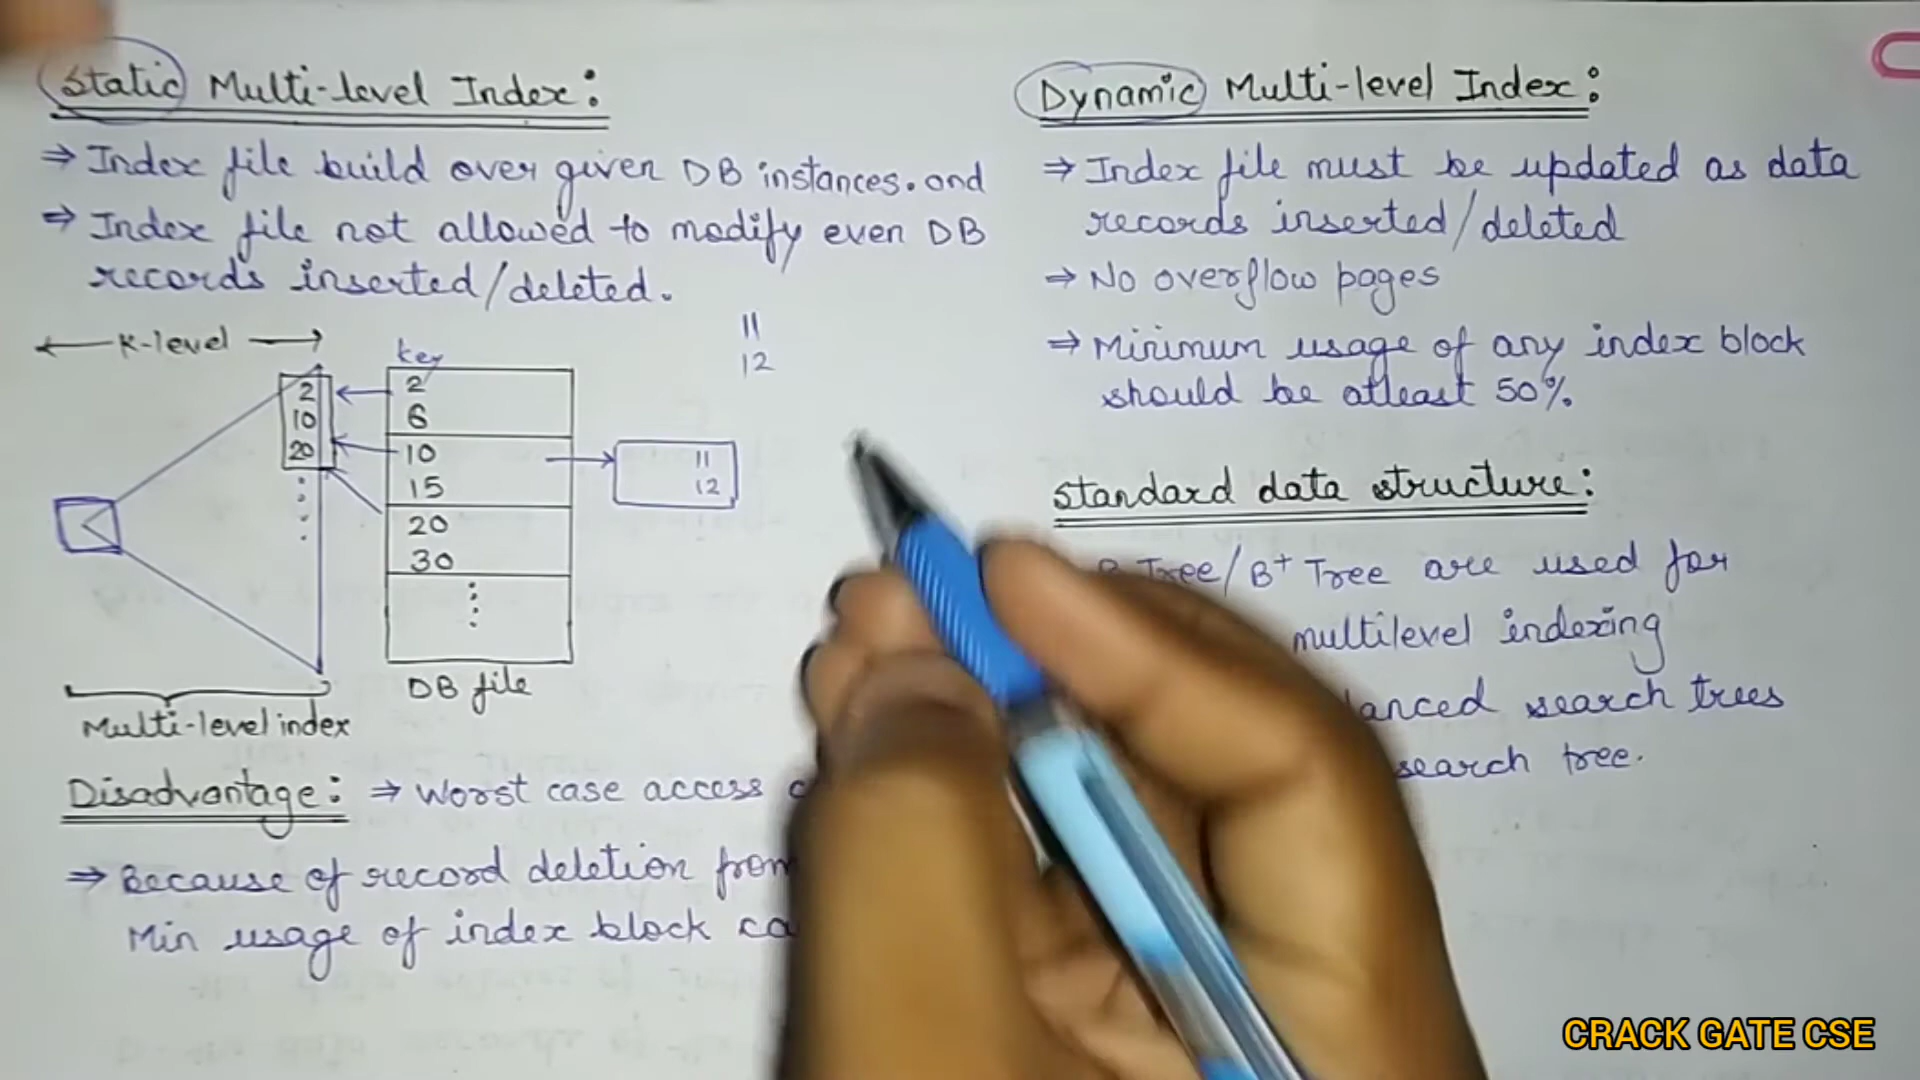 Static Multi-level Index:
⇒ Index file build over given DB instances. and
⇒ Index file not allowed to modify even DB
records inserted/deleted.
← K-level →
key
2
10
20
2
6
10
15
20
30
11
12
11
12
DB file
Multi-level index
Disadvantage: ⇒ Worst case access
⇒ Because of record deletion from
Min usage of index block
Dynamic Multi-level Index:
⇒ Index file must be updated as data
records inserted/deleted
⇒ No overflow pages
⇒ Minimum usage of any index block
should be atleast 50%.
Standard data structure:
Tree/B+ Tree are used for
multilevel indexing
search trees
search tree.
CRACK GATE CSE